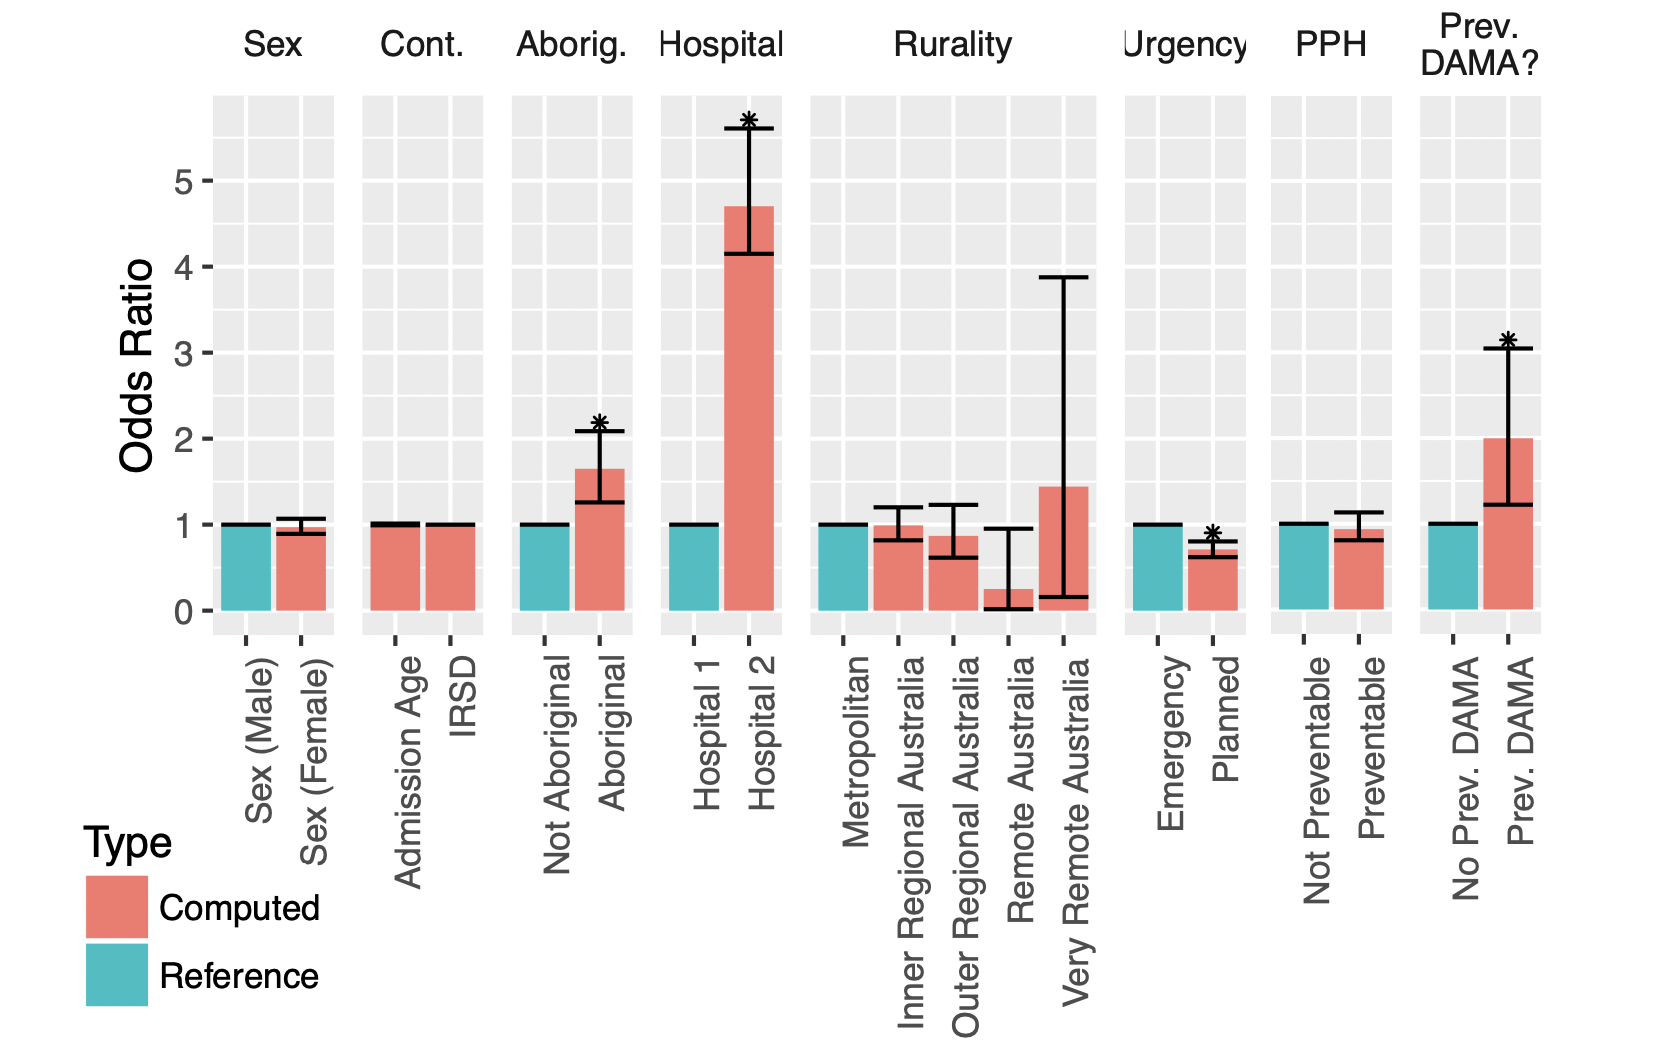 Sex
Cont.
Aborig.
Hospital
Rurality
Urgency
PPH
Prev.
DAMA?
Odds Ratio
5
4
3
2
1
0
*
*
*
*
Sex (Male)
Sex (Female)
Admission Age
IRSD
Not Aboriginal
Aboriginal
Hospital 1
Hospital 2
Metropolitan
Inner Regional Australia
Outer Regional Australia
Remote Australia
Very Remote Australia
Emergency
Planned
Not Preventable
Preventable
No Prev. DAMA
Prev. DAMA
Type
Computed
Reference